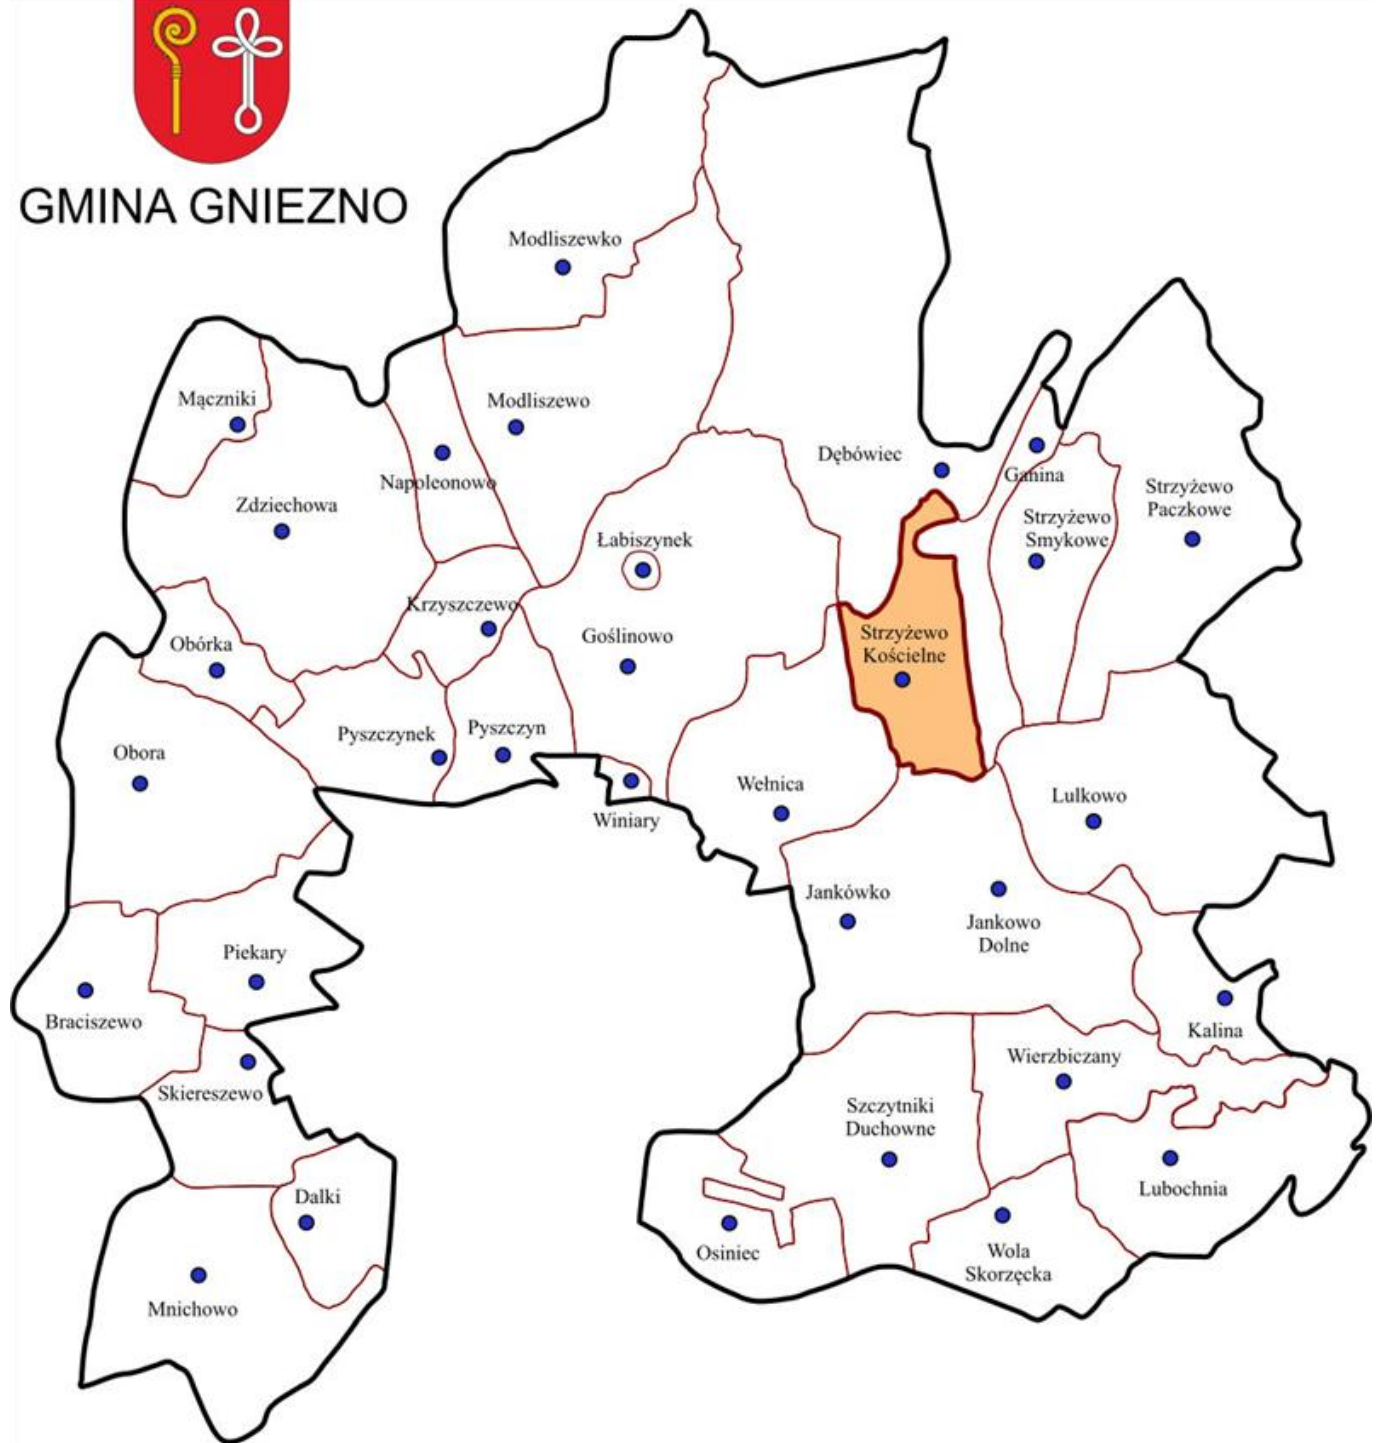 GMINA GNIEZNO
Modliszewko
Mączniki
Modliszewo
Dębówiec
Napoleonowo
Ganina
Zdziechowa
Strzyżewo
Paczkowe
Strzyżewo
Smykowe
Łabiszynek
Krzyszczewo
Obórka
Goślinowo
Strzyżewo
Kościelne
Pyszczynek
Pyszczyn
Obora
Wełnica
Lulkowo
Winiary
Jankówko
Jankowo
Dolne
Piekary
Braciszewo
Kalina
Wierzbiczany
Skiereszewo
Szczytniki
Duchowne
Lubochnia
Dalki
Osiniec
Wola
Skorzęcka
Mnichowo